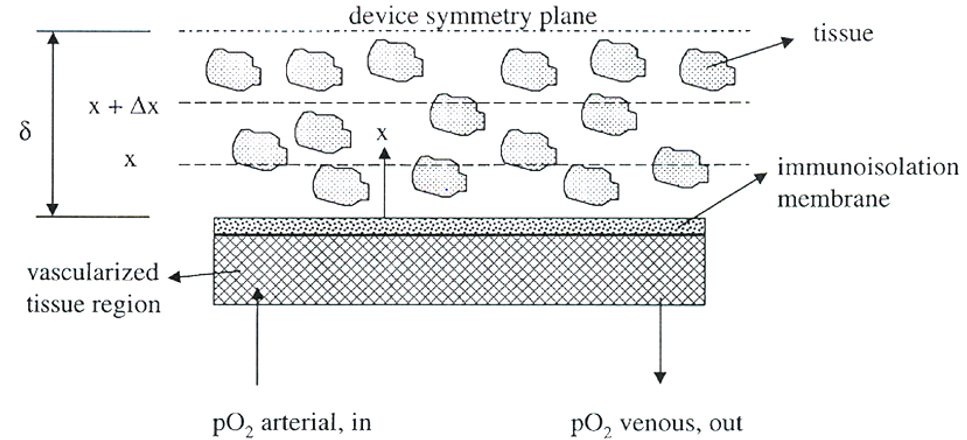 device symmetry plane
tissue
x + Δx
δ
x
x
immunoisolation
membrane
vascularized
tissue region
pO₂ arterial, in
pO₂ venous, out